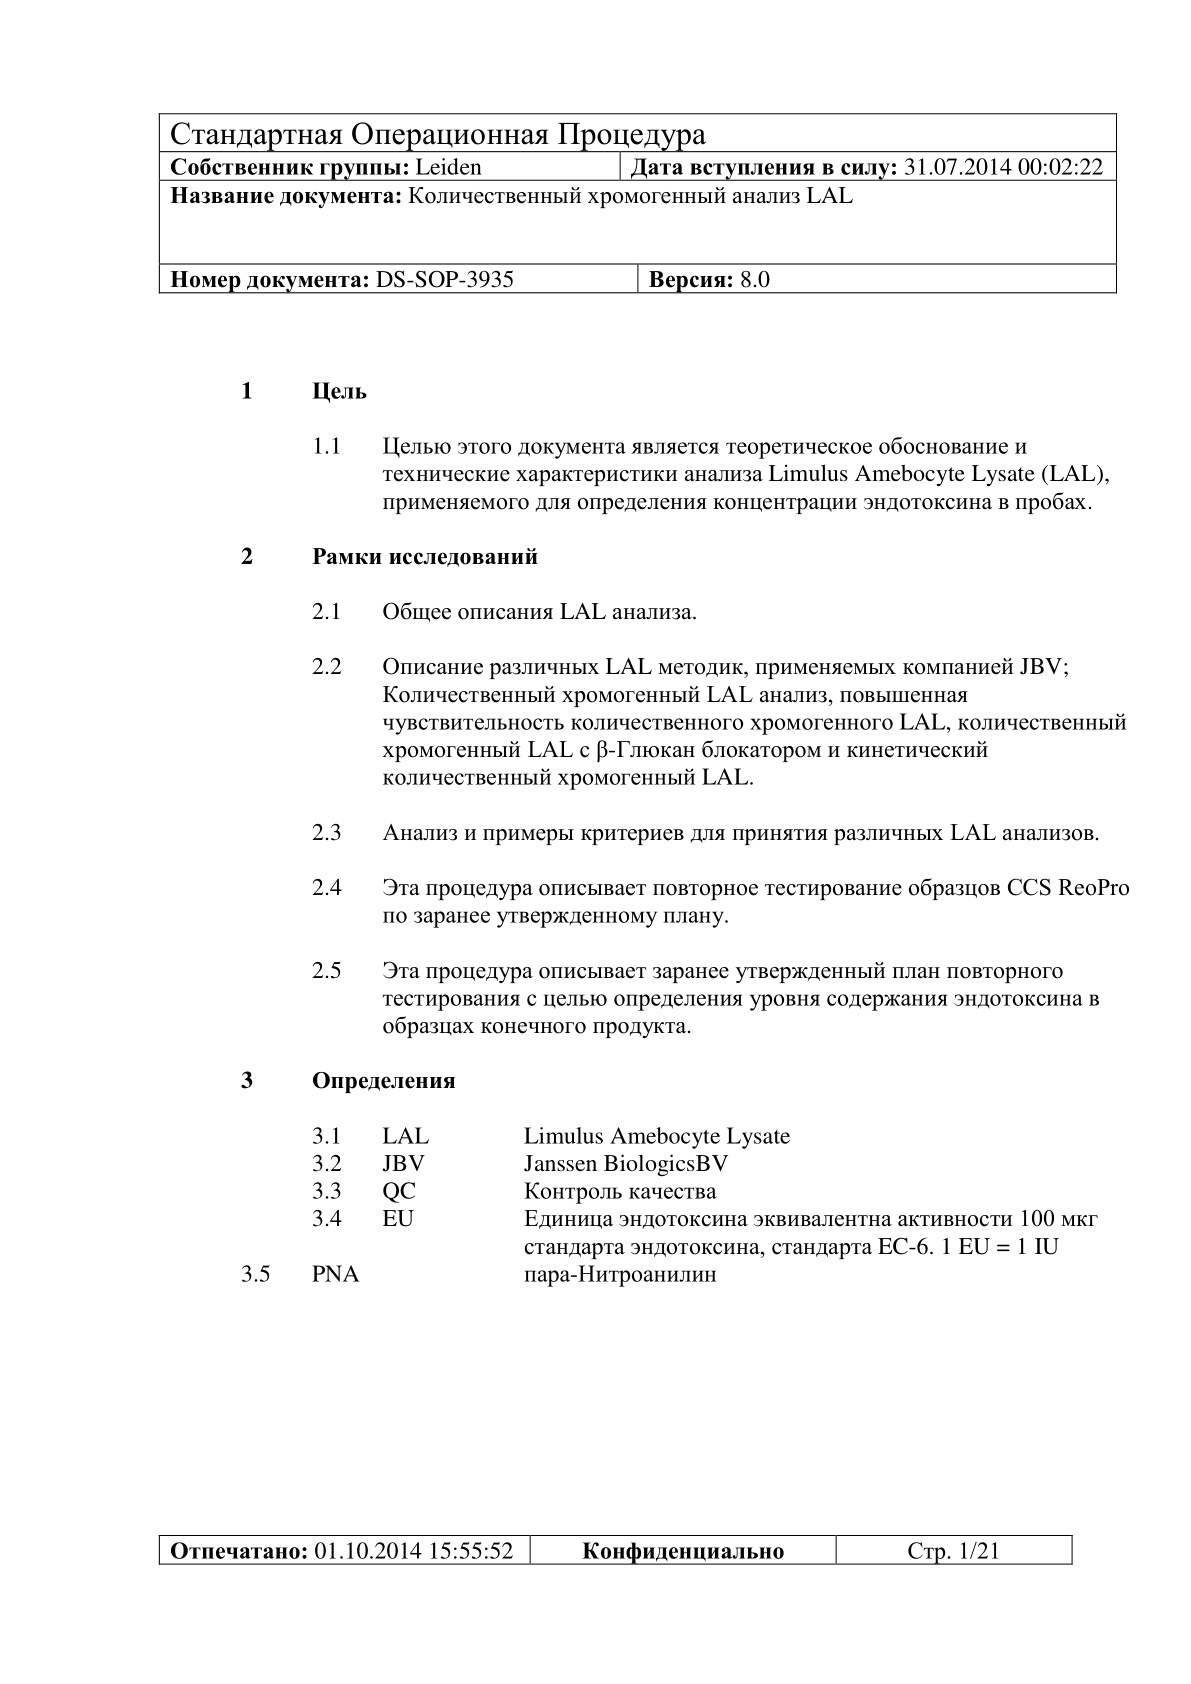 Стандартная Операционная Процедура
Собственник группы: Leiden Дата вступления в силу: 31.07.2014 00:02:22
Название документа: Количественный хромогенный анализ LAL
Номер документа: DS-SOP-3935 Версия: 8.0
1 Цель
1.1 Целью этого документа является теоретическое обоснование и
технические характеристики анализа Limulus Amebocyte Lysate (LAL),
применяемого для определения концентрации эндотоксина в пробах.
2 Рамки исследований
2.1 Общее описания LAL анализа.
2.2 Описание различных LAL методик, применяемых компанией JBV;
Количественный хромогенный LAL анализ, повышенная
чувствительность количественного хромогенного LAL, количественный
хромогенный LAL с β-Глюкан блокатором и кинетический
количественный хромогенный LAL.
2.3 Анализ и примеры критериев для принятия различных LAL анализов.
2.4 Эта процедура описывает повторное тестирование образцов CCS ReoPro
по заранее утвержденному плану.
2.5 Эта процедура описывает заранее утвержденный план повторного
тестирования с целью определения уровня содержания эндотоксина в
образцах конечного продукта.
3 Определения
3.1 LAL Limulus Amebocyte Lysate
3.2 JBV Janssen BiologicsBV
3.3 QC Контроль качества
3.4 EU Единица эндотоксина эквивалентна активности 100 мкг
стандарта эндотоксина, стандарта EC-6. 1 EU = 1 IU
3.5 PNA пара-Нитроанилин
Отпечатано: 01.10.2014 15:55:52 Конфиденциально Стр. 1/21